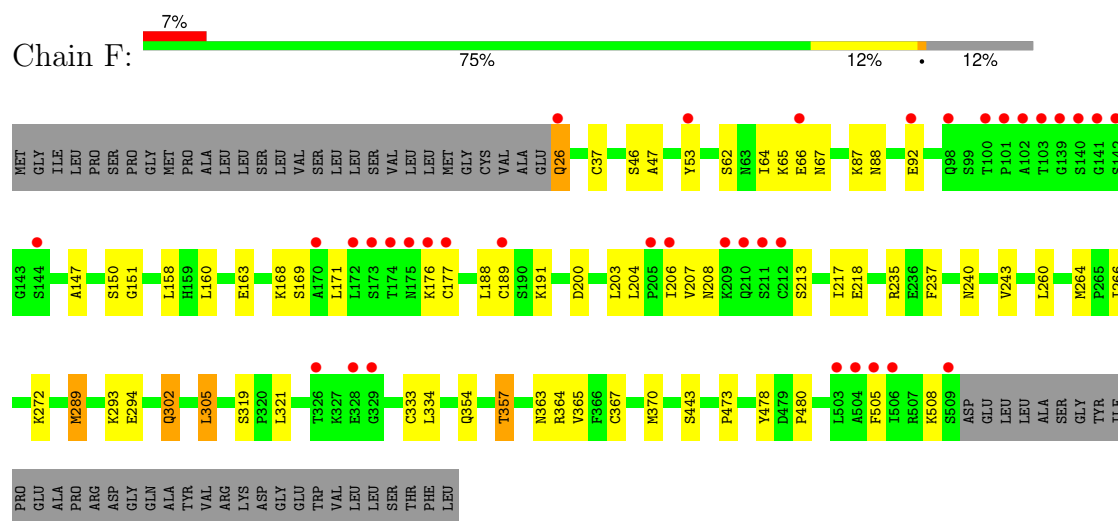 7%
Chain F:
75% 12% • 12%
MET GLY ILE LEU PRO SER PRO GLY MET PRO ALA LEU LEU SER LEU VAL SER LEU LEU SER VAL LEU LEU MET GLY CYS VAL ALA GLU Q26 C37 S46 A47 Y53 S62 N63 I64 K65 E66 N67 K87 N88 E92 Q98 S99 T100 P101 A102 T103 G139 S140 G141 S142
G143 S144 A147 S150 G151 L158 H159 L160 E163 K168 S169 A170 L171 L172 S173 T174 N175 K176 C177 L188 C189 S190 K191 D200 L203 L204 P205 I206 V207 N208 K209 Q210 S211 C212 S213 I217 E218 R235 E236 F237 N240 V243 L260 M264 P265 I266
K272 M289 K293 E294 Q302 L305 S319 P320 L321 T326 K327 E328 G329 C333 L334 Q354 T357 N363 R364 V365 F366 C367 M370 S443 P473 Y478 D479 P480 L503 A504 F505 I506 R507 K508 S509 ASP GLU LEU LEU ALA SER GLY TYR ILE
PRO GLU ALA PRO ARG ASP GLY GLN ALA TYR VAL ARG LYS ASP GLY GLU TRP VAL LEU LEU SER THR PHE LEU